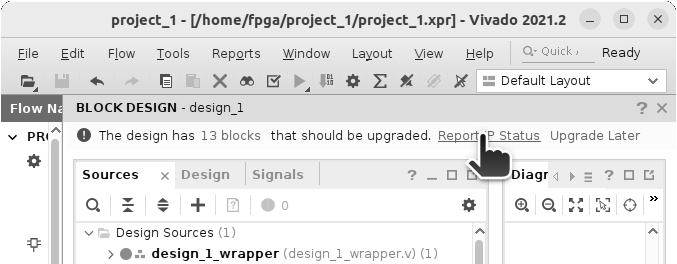 project_1 - [/home/fpga/project_1/project_1.xpr] - Vivado 2021.2
File Edit Flow Tools Reports Window Layout View Help Quick Ready
Default Layout
Flow Na
BLOCK DESIGN - design_1
The design has 13 blocks that should be upgraded. Report IP Status Upgrade Later
PRO
Sources Design Signals
Diagr
0
Design Sources (1)
design_1_wrapper (design_1_wrapper.v) (1)